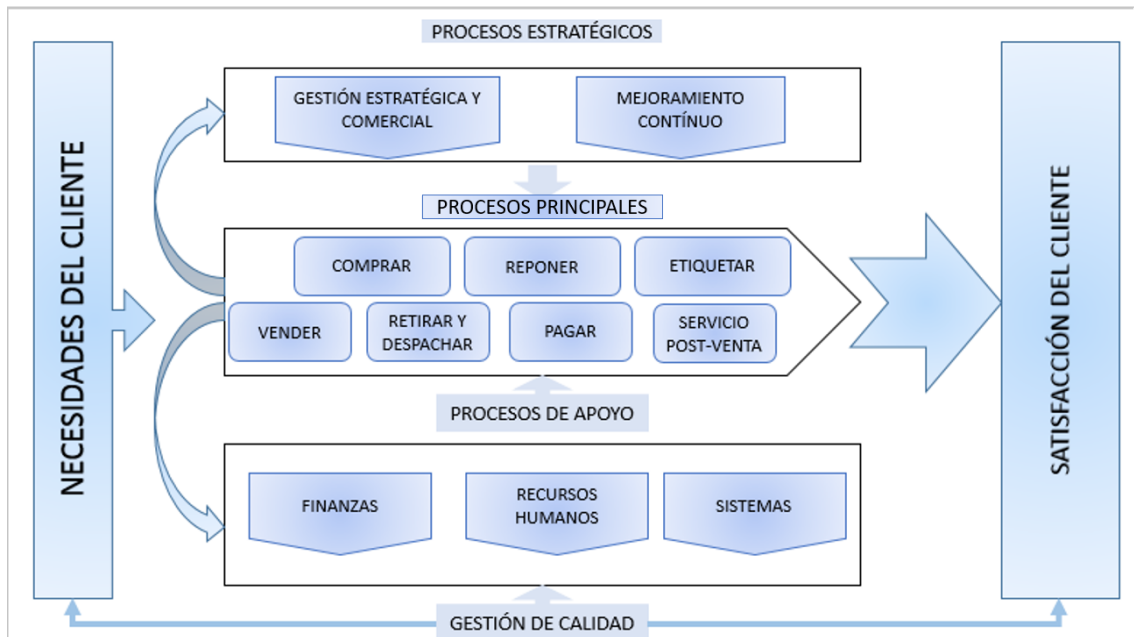 PROCESOS ESTRATÉGICOS
NECESIDADES DEL CLIENTE
GESTIÓN ESTRATÉGICA Y
COMERCIAL
MEJORAMIENTO
CONTÍNUO
PROCESOS PRINCIPALES
COMPRAR
REPONER
ETIQUETAR
VENDER
RETIRAR Y
DESPACHAR
PAGAR
SERVICIO
POST-VENTA
PROCESOS DE APOYO
FINANZAS
RECURSOS
HUMANOS
SISTEMAS
GESTIÓN DE CALIDAD
SATISFACCIÓN DEL CLIENTE